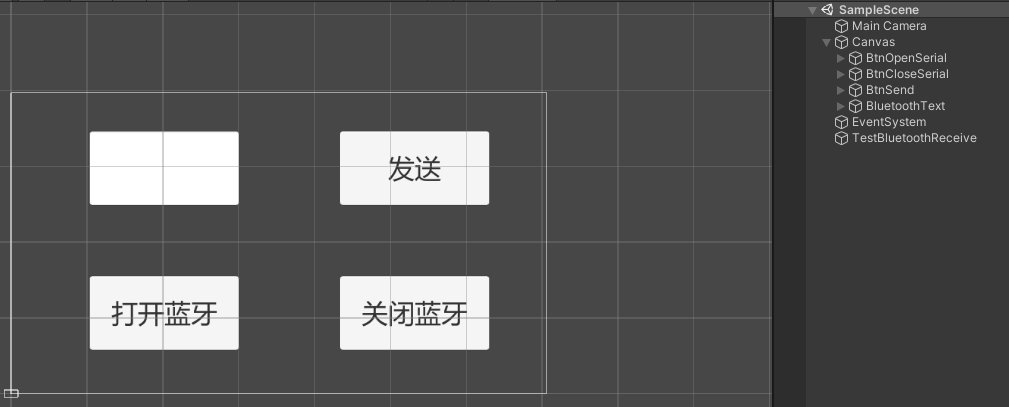 发送
打开蓝牙
关闭蓝牙
SampleScene
Main Camera
Canvas
BtnOpenSerial
BtnCloseSerial
BtnSend
BluetoothText
EventSystem
TestBluetoothReceive